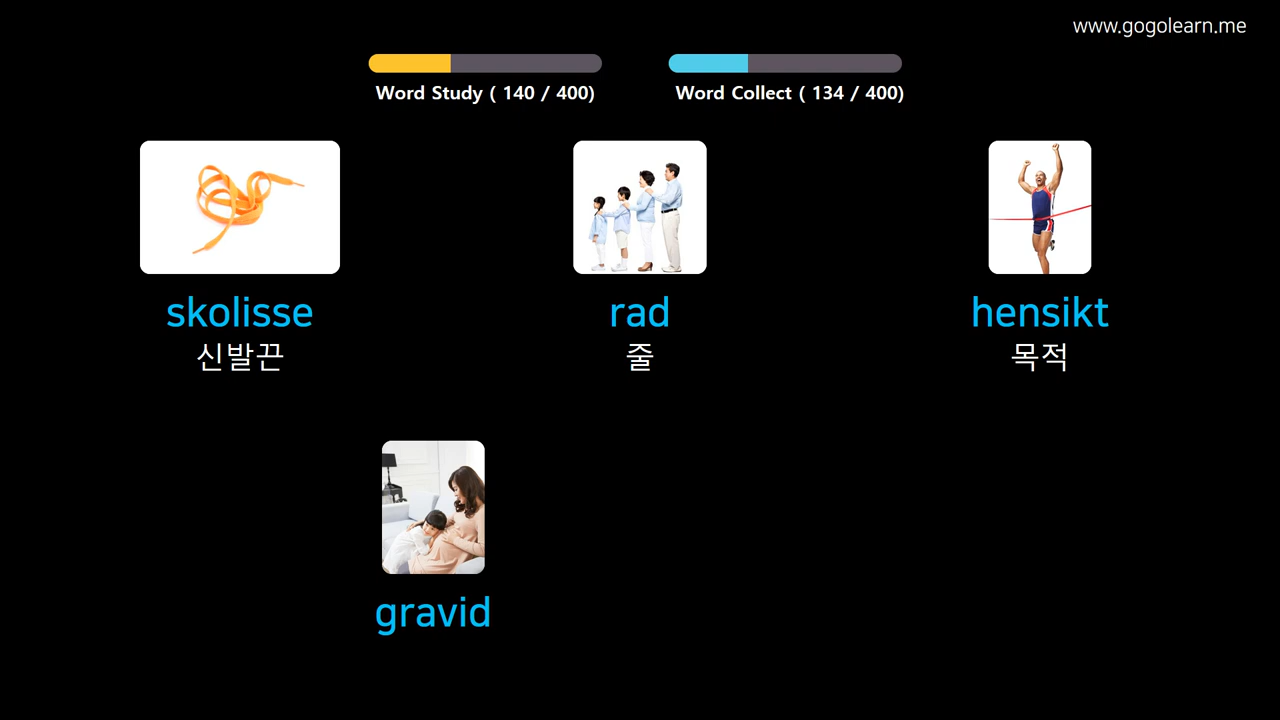 www.gogolearn.me
Word Study ( 140 / 400)
Word Collect ( 134 / 400)
skolisse
신발끈
rad
줄
hensikt
목적
gravid